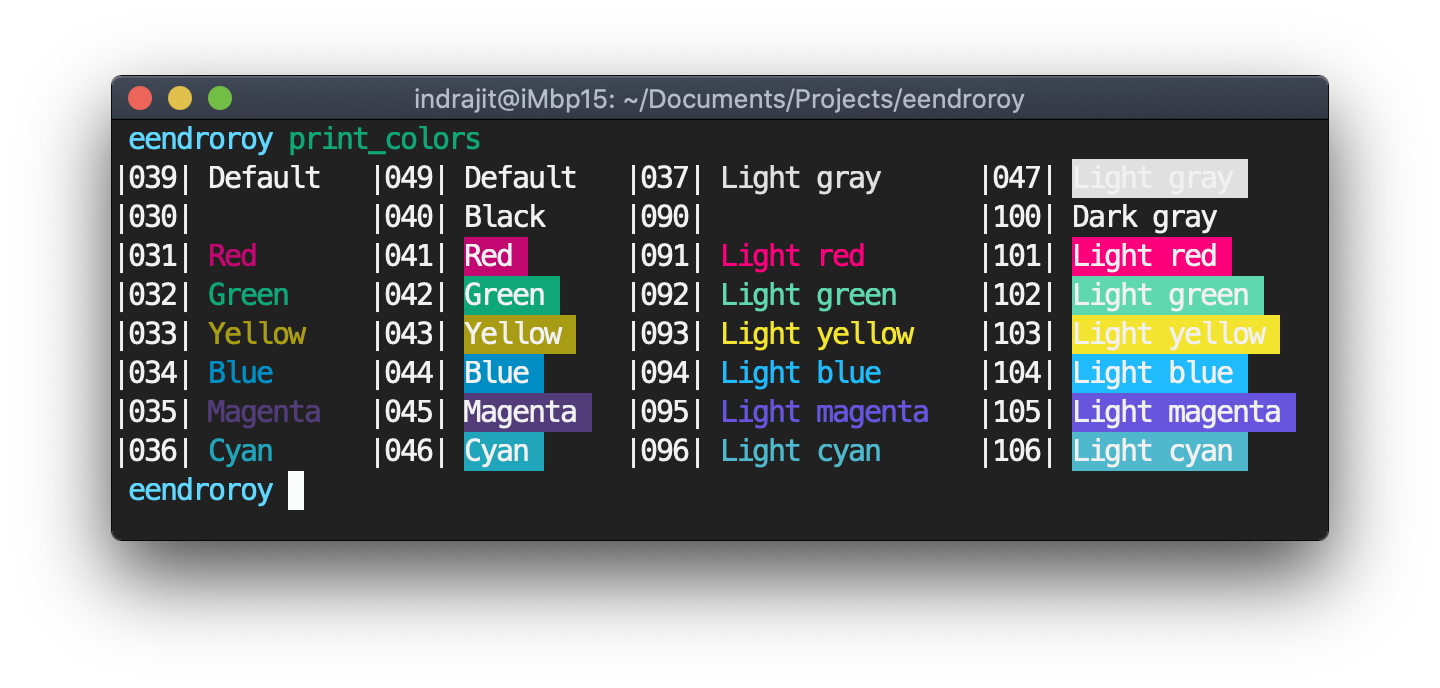 indrajit@iMbp15: ~/Documents/Projects/eendroroy
eendroroy print_colors
|039| Default |049| Default |037| Light gray |047| Light gray
|030| |040| Black |090| |100| Dark gray
|031| Red |041| Red |091| Light red |101| Light red
|032| Green |042| Green |092| Light green |102| Light green
|033| Yellow |043| Yellow |093| Light yellow |103| Light yellow
|034| Blue |044| Blue |094| Light blue |104| Light blue
|035| Magenta |045| Magenta |095| Light magenta |105| Light magenta
|036| Cyan |046| Cyan |096| Light cyan |106| Light cyan
eendroroy